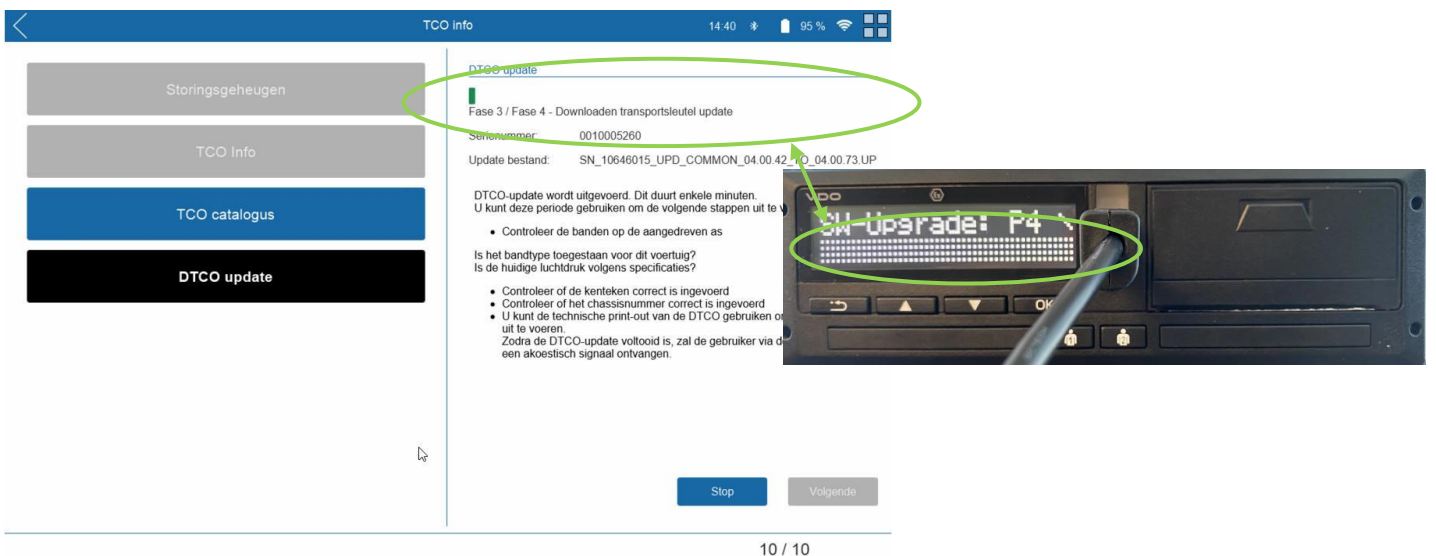 TCO info
14:40
95 %
Storingsgeheugen
TCO Info
TCO catalogus
DTCO update
DTCO update
Fase 3 / Fase 4 - Downloaden transportsleutel update
Serienummer: 0010005260
Update bestand: SN_10646015_UPD_COMMON_04.00.42_TO_04.00.73.UP
DTCO-update wordt uitgevoerd. Dit duurt enkele minuten.
U kunt deze periode gebruiken om de volgende stappen uit te v
• Controleer de banden op de aangedreven as
Is het bandtype toegestaan voor dit voertuig?
Is de huidige luchtdruk volgens specificaties?
• Controleer of de kenteken correct is ingevoerd
• Controleer of het chassisnummer correct is ingevoerd
• U kunt de technische print-out van de DTCO gebruiken o
uit te voeren.
Zodra de DTCO-update voltooid is, zal de gebruiker via d
een akoestisch signaal ontvangen.
Stop
Volgende
10 / 10
VDO
SW-Upgrade: P4
OK
1
2